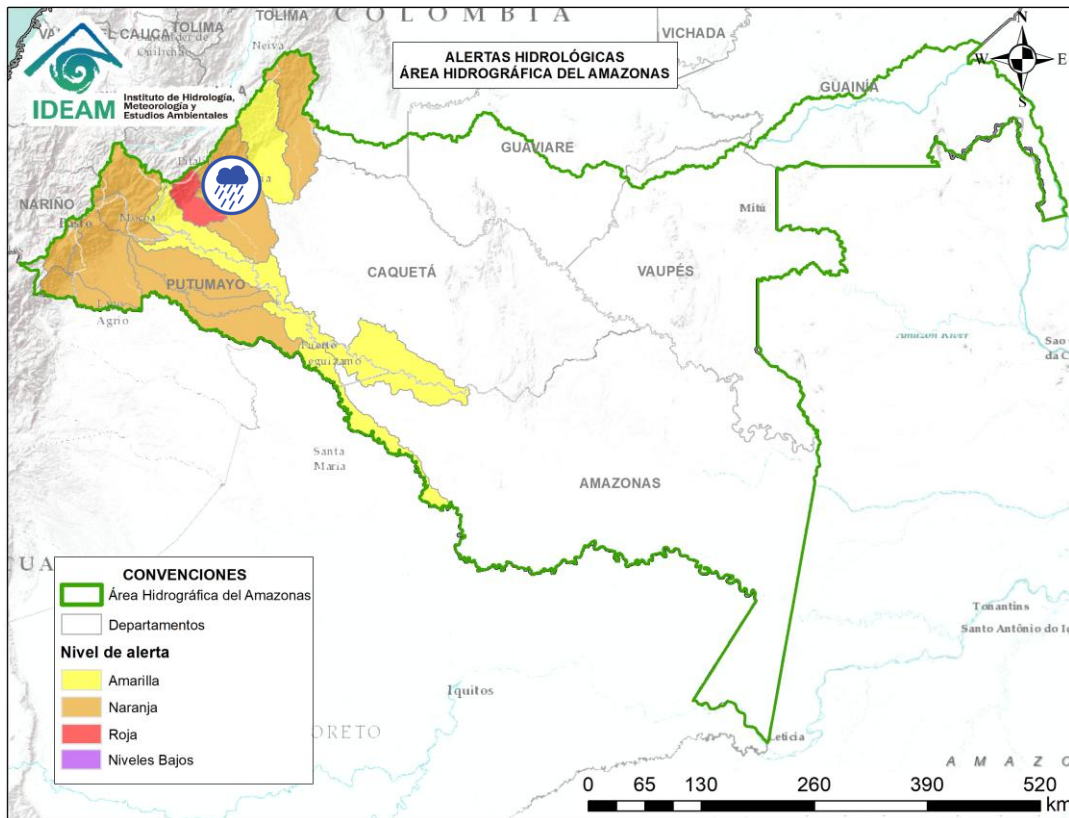 COLOMBIA
TOLIMA
TOLIMA
Neiva
VICHADA
ALERTAS HIDROLÓGICAS
ÁREA HIDROGRÁFICA DEL AMAZONAS
N
W
E
S
IDEAM
Instituto de Hidrología,
Meteorología y
Estudios Ambientales
GUAINÍA
GUAVIARE
NARIÑO
Mitú
CAQUETÁ
VAUPÉS
PUTUMAYO
Agrio
Amazon River
Santa
María
AMAZONAS
CONVENCIONES
Área Hidrográfica del Amazonas
Departamentos
Nivel de alerta
Amarilla
Naranja
Roja
Niveles Bajos
Tonantins
Santo Antônio do Iç
Iquitos
ORETO
Leticia
AMAZO
0 65 130 260 390 520
km